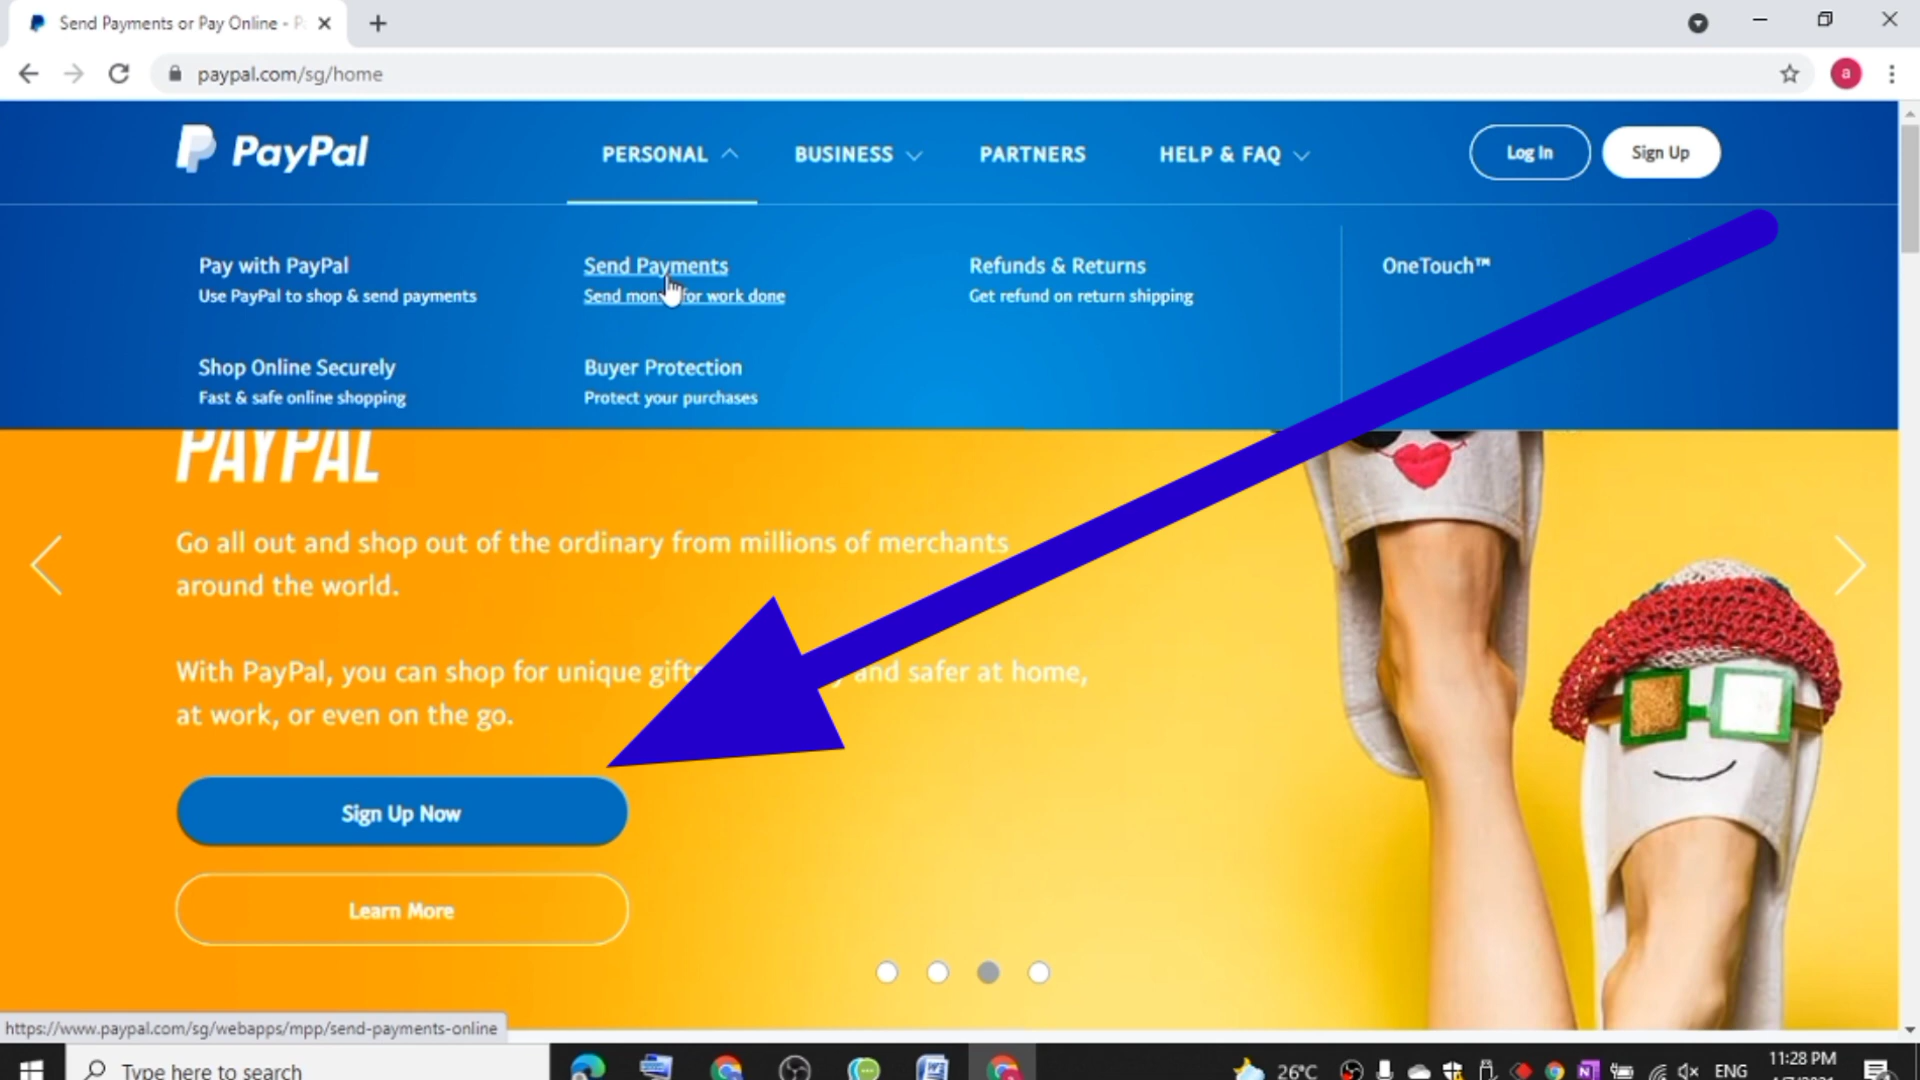 Send Payments or Pay Online - P
paypal.com/sg/home
a
PayPal
PERSONAL
BUSINESS
PARTNERS
HELP & FAQ
Log In
Sign Up
Pay with PayPal
Use PayPal to shop & send payments
Send Payments
Send mon for work done
Refunds & Returns
Get refund on return shipping
OneTouch™
Shop Online Securely
Fast & safe online shopping
Buyer Protection
Protect your purchases
PAYPAL
Go all out and shop out of the ordinary from millions of merchants
around the world.
With PayPal, you can shop for unique gifts and safer at home,
at work, or even on the go.
Sign Up Now
Learn More
https://www.paypal.com/sg/webapps/mpp/send-payments-online
Type here to search
26°C
ENG
11:28 PM